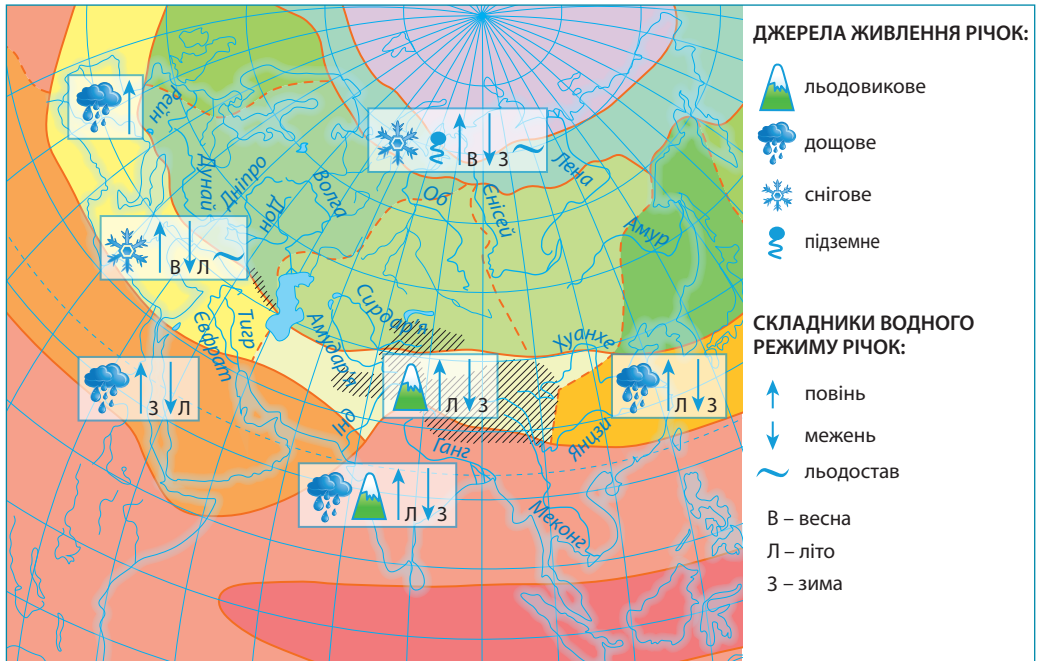 Рейн
Дунай
Дніпро
Дон
Волга
Об
Єнісей
Лена
Амур
В З
В Л
Сирдар'я
Амудар'я
Тигр
Євфрат
Хуанхе
Янцзи
З Л
Л З
Л З
Інд
Ганг
Л З
Меконг
ДЖЕРЕЛА ЖИВЛЕННЯ РІЧОК:
льодовикове
дощове
снігове
підземне
СКЛАДНИКИ ВОДНОГО
РЕЖИМУ РІЧОК:
повінь
межень
льодостав
В – весна
Л – літо
З – зима